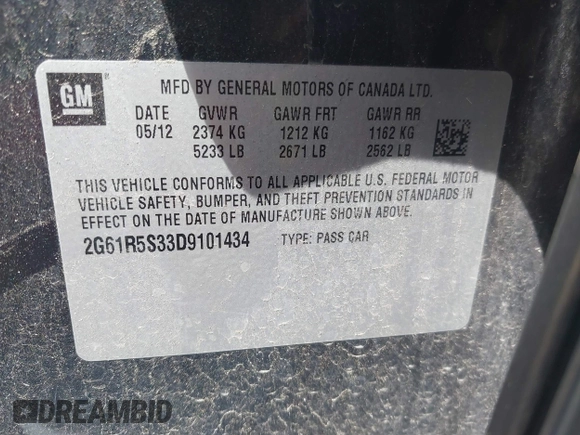 GM
MFD BY GENERAL MOTORS OF CANADA LTD.
DATE GVWR GAWR FRT GAWR RR
05/12 2374 KG 1212 KG 1162 KG
5233 LB 2671 LB 2562 LB
THIS VEHICLE CONFORMS TO ALL APPLICABLE U.S. FEDERAL MOTOR
VEHICLE SAFETY, BUMPER, AND THEFT PREVENTION STANDARDS IN
EFFECT ON THE DATE OF MANUFACTURE SHOWN ABOVE.
2G61R5S33D9101434 TYPE: PASS CAR
DREAMBID